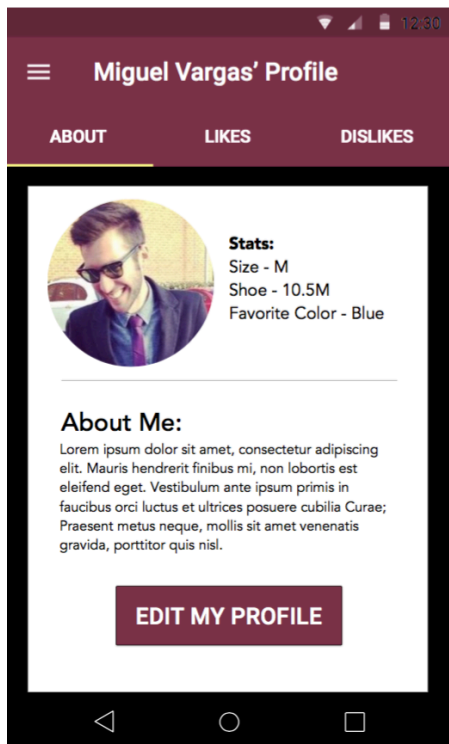 12:30
Miguel Vargas’ Profile
ABOUT LIKES DISLIKES
Stats:
Size - M
Shoe - 10.5M
Favorite Color - Blue
About Me:
Lorem ipsum dolor sit amet, consectetur adipiscing
elit. Mauris hendrerit finibus mi, non lobortis est
eleifend eget. Vestibulum ante ipsum primis in
faucibus orci luctus et ultrices posuere cubilia Curae;
Praesent metus neque, mollis sit amet venenatis
gravida, porttitor quis nisl.
EDIT MY PROFILE